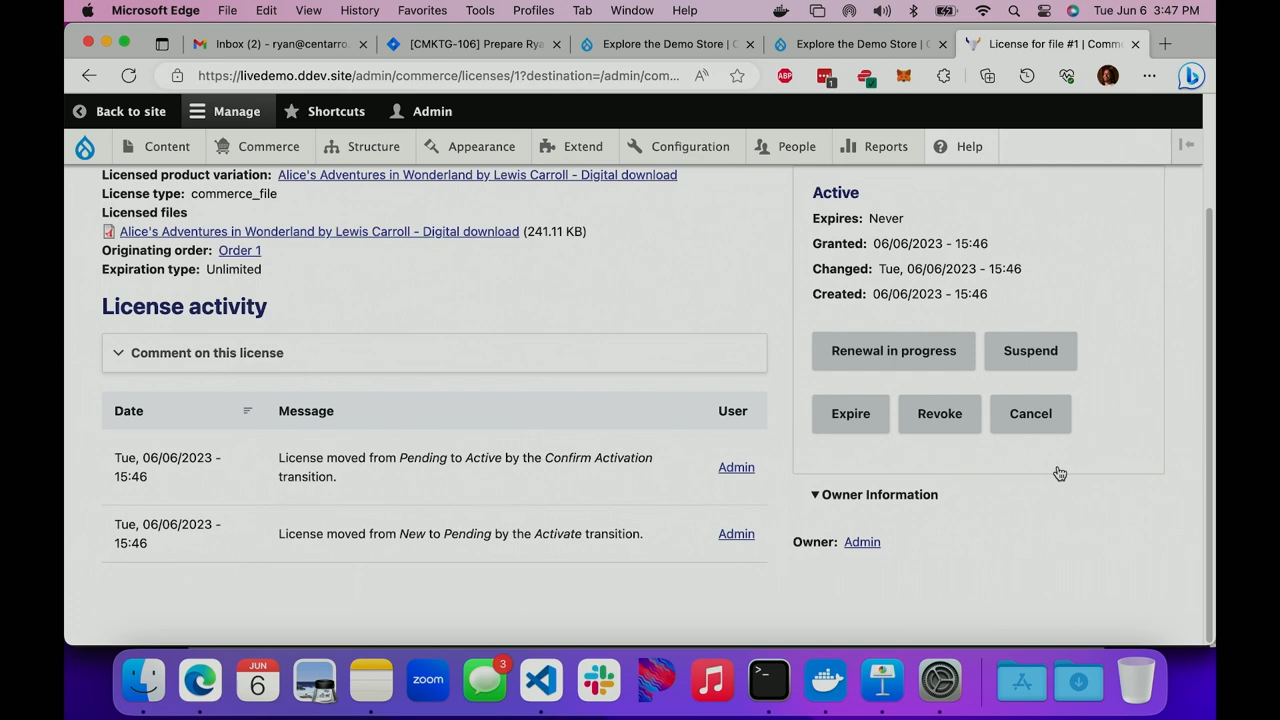 Microsoft Edge File Edit View History Favorites Tools Profiles Tab Window Help Tue Jun 6 3:47 PM
Inbox (2) - ryan@centarro. [CMKTG-106] Prepare Rya Explore the Demo Store | C Explore the Demo Store | C License for file #1 | Comme
https://livedemo.ddev.site/admin/commerce/licenses/1?destination=/admin/com... ABP 1
Back to site Manage Shortcuts Admin
Content Commerce Structure Appearance Extend Configuration People Reports Help
Licensed product variation: Alice's Adventures in Wonderland by Lewis Carroll - Digital download
License type: commerce_file
Licensed files
Alice's Adventures in Wonderland by Lewis Carroll - Digital download (241.11 KB)
Originating order: Order 1
Expiration type: Unlimited
License activity
Comment on this license
Date Message User
Tue, 06/06/2023 -
15:46
License moved from Pending to Active by the Confirm Activation
transition.
Admin
Tue, 06/06/2023 -
15:46
License moved from New to Pending by the Activate transition.
Admin
Active
Expires: Never
Granted: 06/06/2023 - 15:46
Changed: Tue, 06/06/2023 - 15:46
Created: 06/06/2023 - 15:46
Renewal in progress Suspend
Expire Revoke Cancel
Owner Information
Owner: Admin
JUN
6
zoom
3
>_